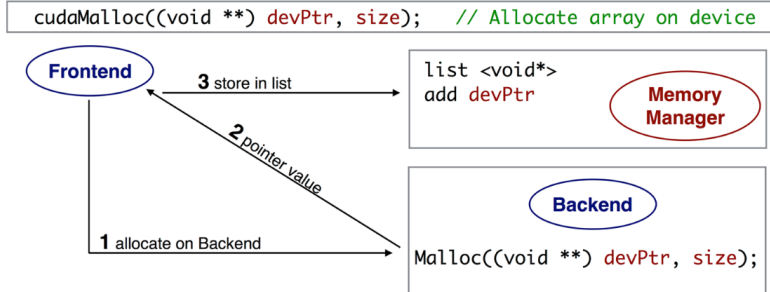 cudaMalloc((void **) devPtr, size);   // Allocate array on device
Frontend
3 store in list
list <void*>
add devPtr
Memory
Manager
2 pointer value
Backend
1 allocate on Backend
Malloc((void **) devPtr, size);